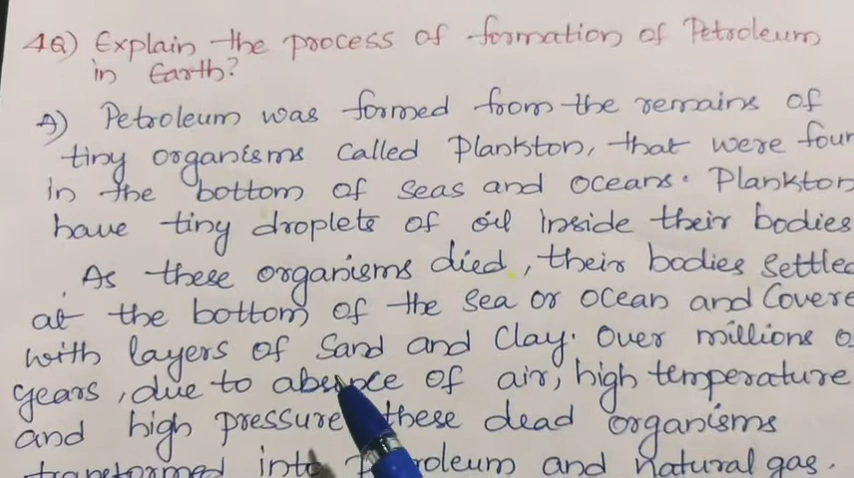 4Q) Explain the process of formation of Petroleum
in Earth?
A) Petroleum was formed from the remains of
tiny organisms called Plankton, that were foun
in the bottom of seas and oceans. Plankton
have tiny droplets of oil inside their bodies
As these organisms died, their bodies settled
at the bottom of the sea or ocean and Covere
with layers of Sand and Clay. Over millions o
years, due to absence of air, high temperature
and high pressure these dead organisms
transformed into Petroleum and natural gas.